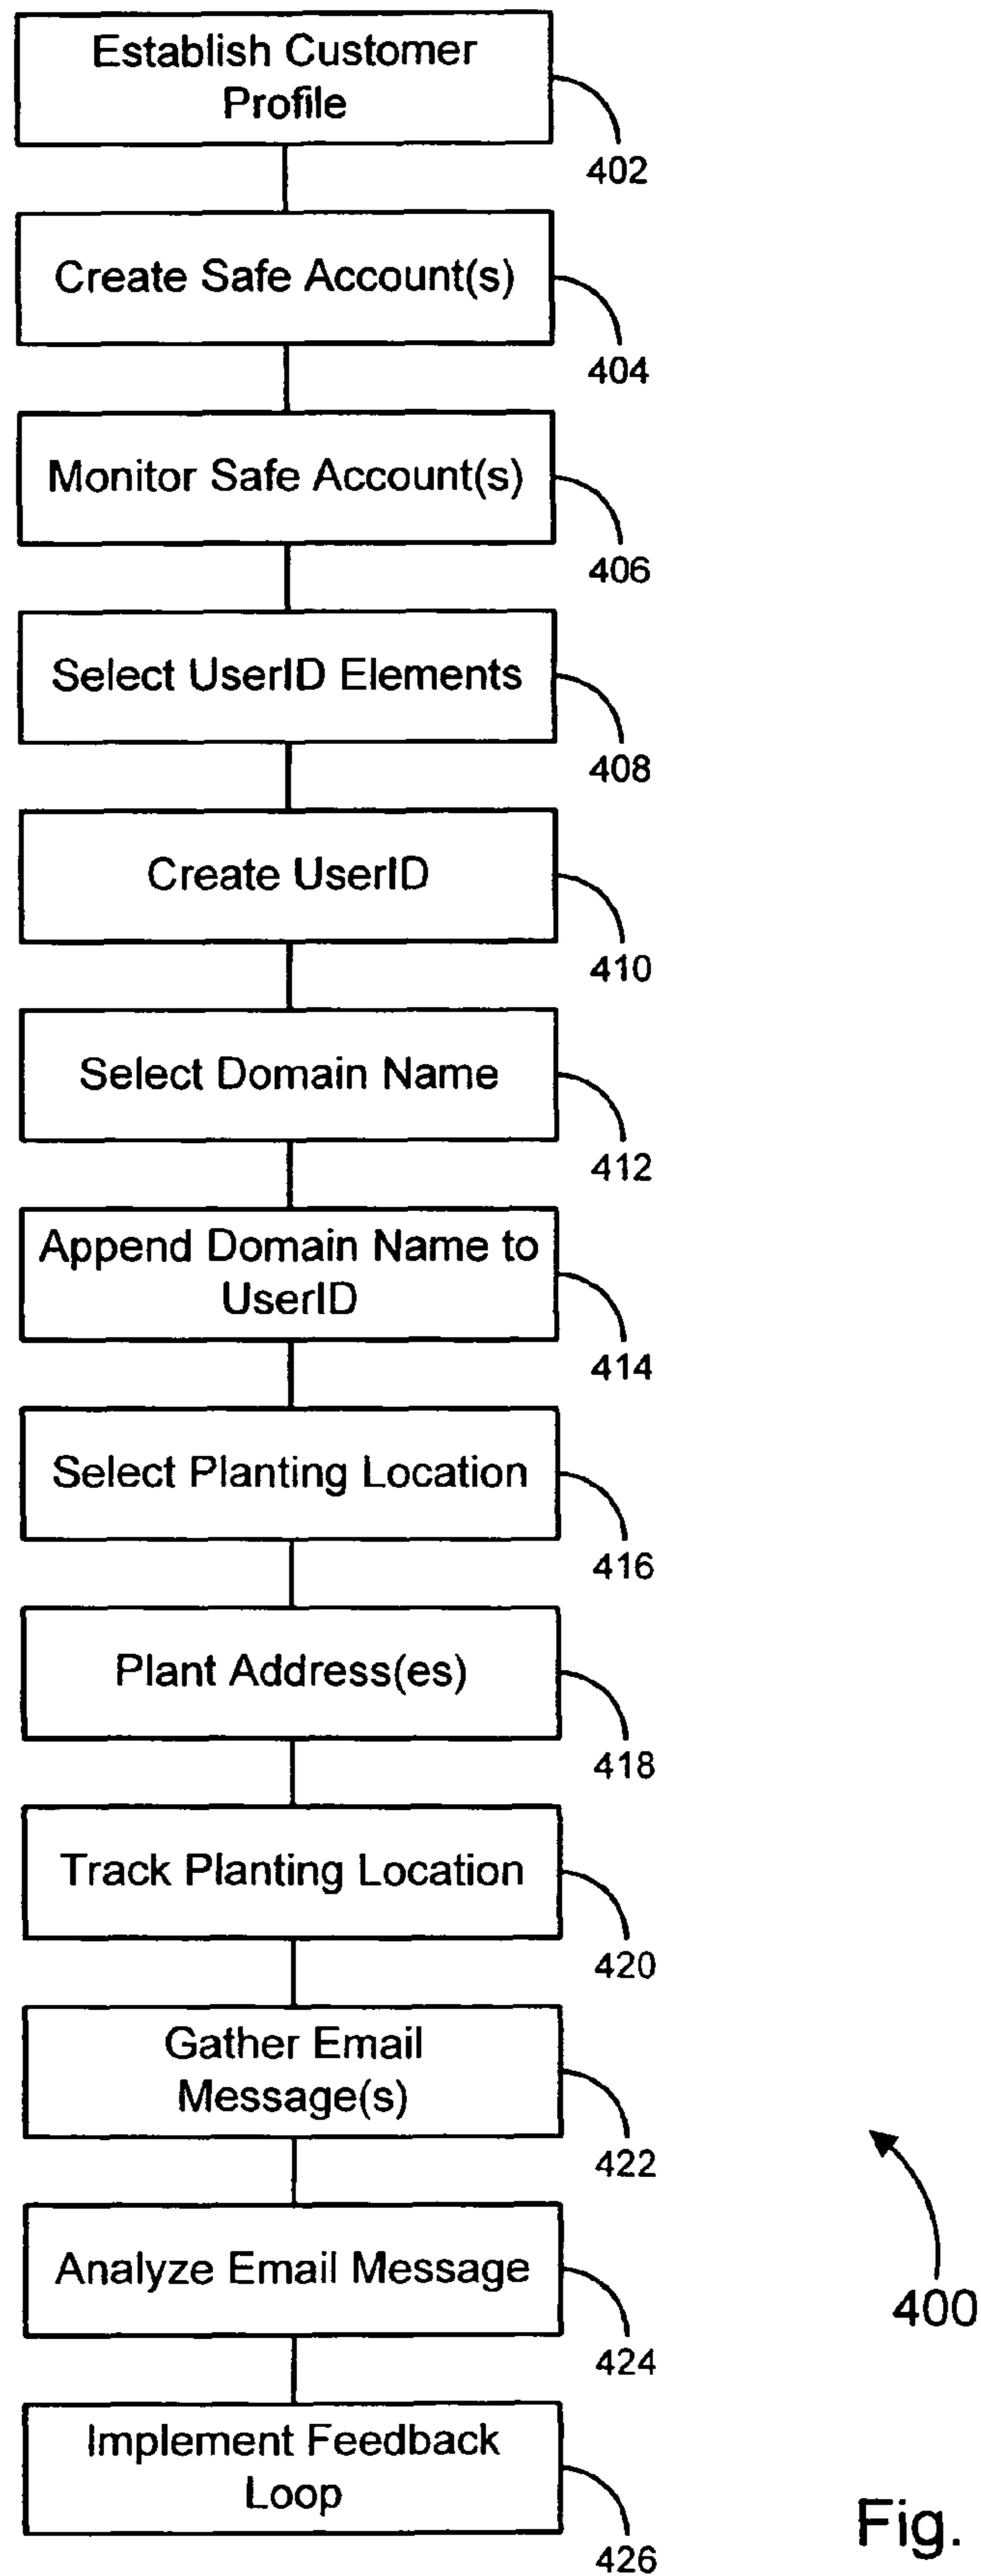 Establish Customer
Profile
402
Create Safe Account(s)
404
Monitor Safe Account(s)
406
Select UserID Elements
408
Create UserID
410
Select Domain Name
412
Append Domain Name to
UserID
414
Select Planting Location
416
Plant Address(es)
418
Track Planting Location
420
Gather Email
Message(s)
422
Analyze Email Message
424
400
Implement Feedback
Loop
426
Fig.